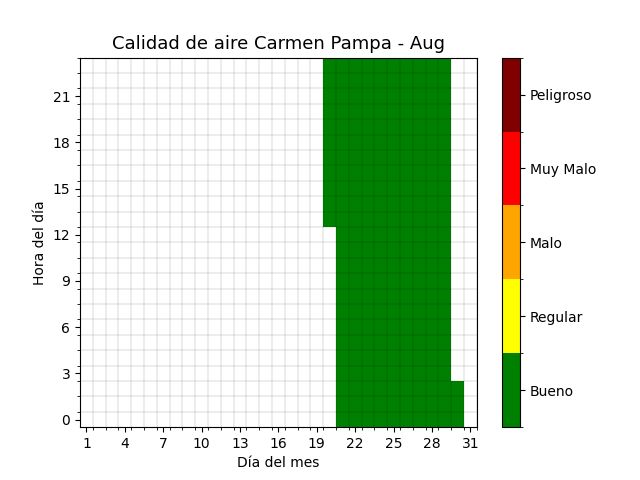 Calidad de aire Carmen Pampa - Aug
Hora del día
21
18
15
12
9
6
3
0
1 4 7 10 13 16 19 22 25 28 31
Día del mes
Peligroso
Muy Malo
Malo
Regular
Bueno